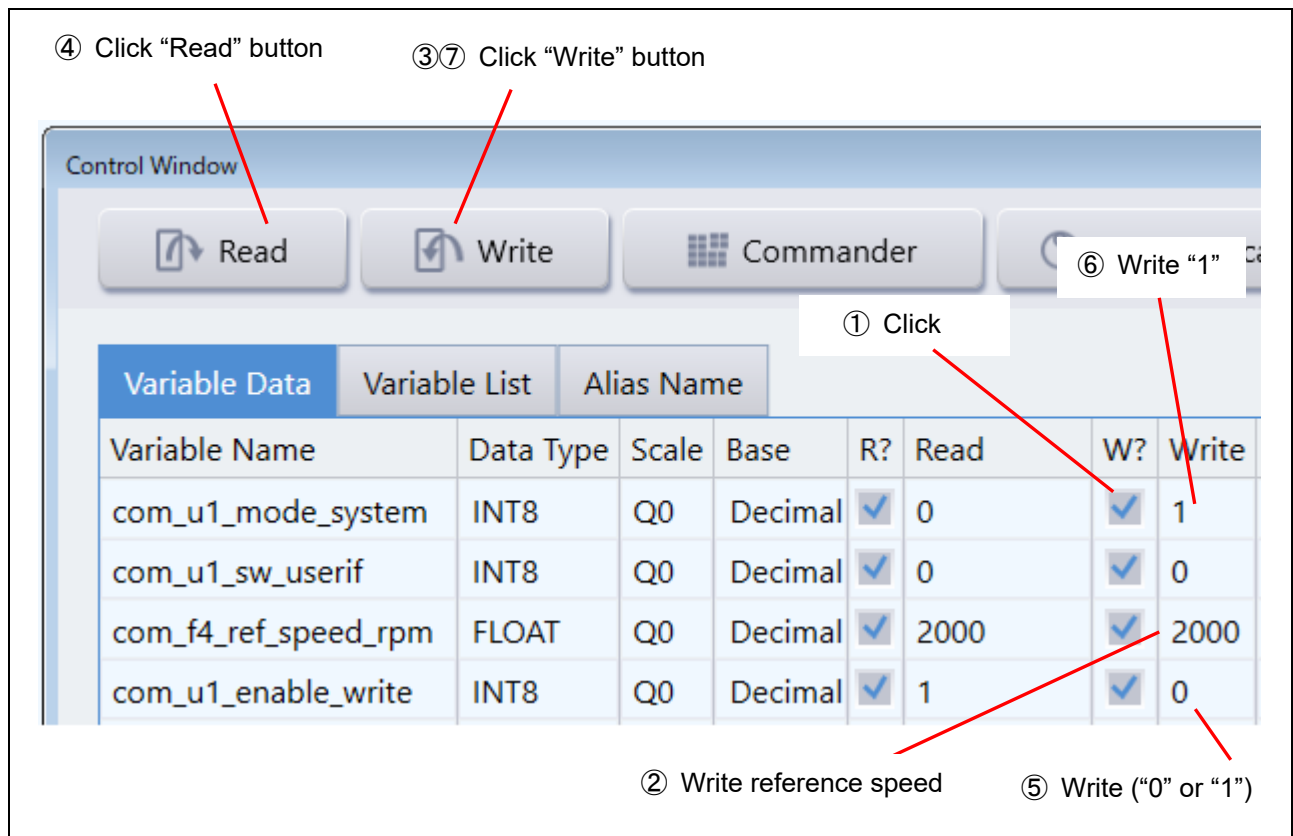 ④ Click “Read” button
③⑦ Click “Write” button
Control Window
Read Write Commander
⑥ Write “1”
① Click
Variable Data Variable List Alias Name
Variable Name Data Type Scale Base R? Read W? Write
com_u1_mode_system INT8 Q0 Decimal 0 1
com_u1_sw_userif INT8 Q0 Decimal 0 0
com_f4_ref_speed_rpm FLOAT Q0 Decimal 2000 2000
com_u1_enable_write INT8 Q0 Decimal 1 0
② Write reference speed
⑤ Write (“0” or “1”)